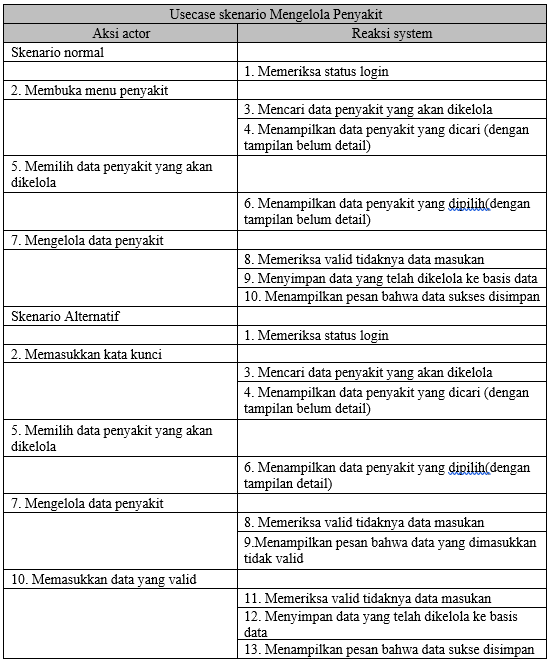 Usecase skenario Mengelola Penyakit
Aksi actor
Reaksi system
Skenario normal
1. Memeriksa status login
2. Membuka menu penyakit
3. Mencari data penyakit yang akan dikelola
4. Menampilkan data penyakit yang dicari (dengan
tampilan belum detail)
5. Memilih data penyakit yang akan
dikelola
6. Menampilkan data penyakit yang dipilih(dengan
tampilan belum detail)
7. Mengelola data penyakit
8. Memeriksa valid tidaknya data masukan
9. Menyimpan data yang telah dikelola ke basis data
10. Menampilkan pesan bahwa data sukses disimpan
Skenario Alternatif
1. Memeriksa status login
2. Memasukkan kata kunci
3. Mencari data penyakit yang akan dikelola
4. Menampilkan data penyakit yang dicari (dengan
tampilan belum detail)
5. Memilih data penyakit yang akan
dikelola
6. Menampilkan data penyakit yang dipilih(dengan
tampilan detail)
7. Mengelola data penyakit
8. Memeriksa valid tidaknya data masukan
9.Menampilkan pesan bahwa data yang dimasukkan
tidak valid
10. Memasukkan data yang valid
11. Memeriksa valid tidaknya data masukan
12. Menyimpan data yang telah dikelola ke basis
data
13. Menampilkan pesan bahwa data sukse disimpan